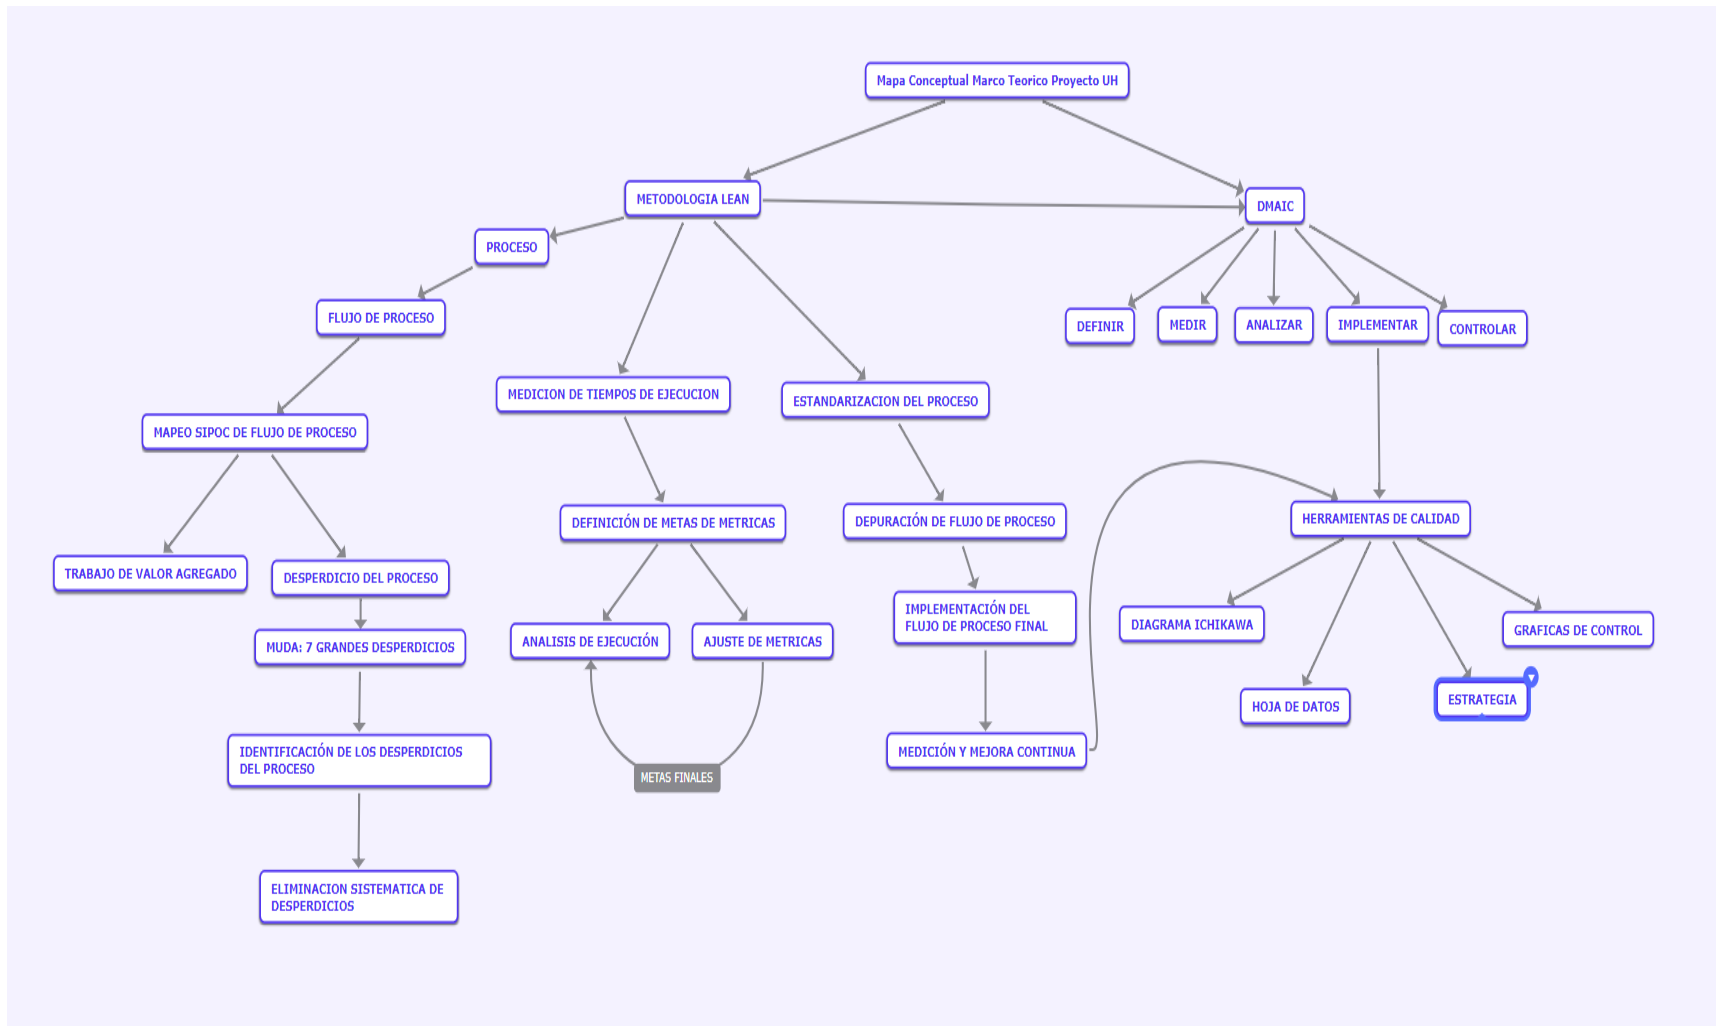 Mapa Conceptual Marco Teorico Proyecto UH
METODOLOGIA LEAN
DMAIC
PROCESO
FLUJO DE PROCESO
DEFINIR
MEDIR
ANALIZAR
IMPLEMENTAR
CONTROLAR
MEDICION DE TIEMPOS DE EJECUCION
ESTANDARIZACION DEL PROCESO
MAPEO SIPOC DE FLUJO DE PROCESO
DEFINICIÓN DE METAS DE METRICAS
DEPURACIÓN DE FLUJO DE PROCESO
HERRAMIENTAS DE CALIDAD
TRABAJO DE VALOR AGREGADO
DESPERDICIO DEL PROCESO
IMPLEMENTACIÓN DEL
FLUJO DE PROCESO FINAL
DIAGRAMA ICHIKAWA
GRAFICAS DE CONTROL
MUDA: 7 GRANDES DESPERDICIOS
ANALISIS DE EJECUCIÓN
AJUSTE DE METRICAS
HOJA DE DATOS
ESTRATEGIA
IDENTIFICACIÓN DE LOS DESPERDICIOS
DEL PROCESO
METAS FINALES
MEDICIÓN Y MEJORA CONTINUA
ELIMINACION SISTEMATICA DE
DESPERDICIOS